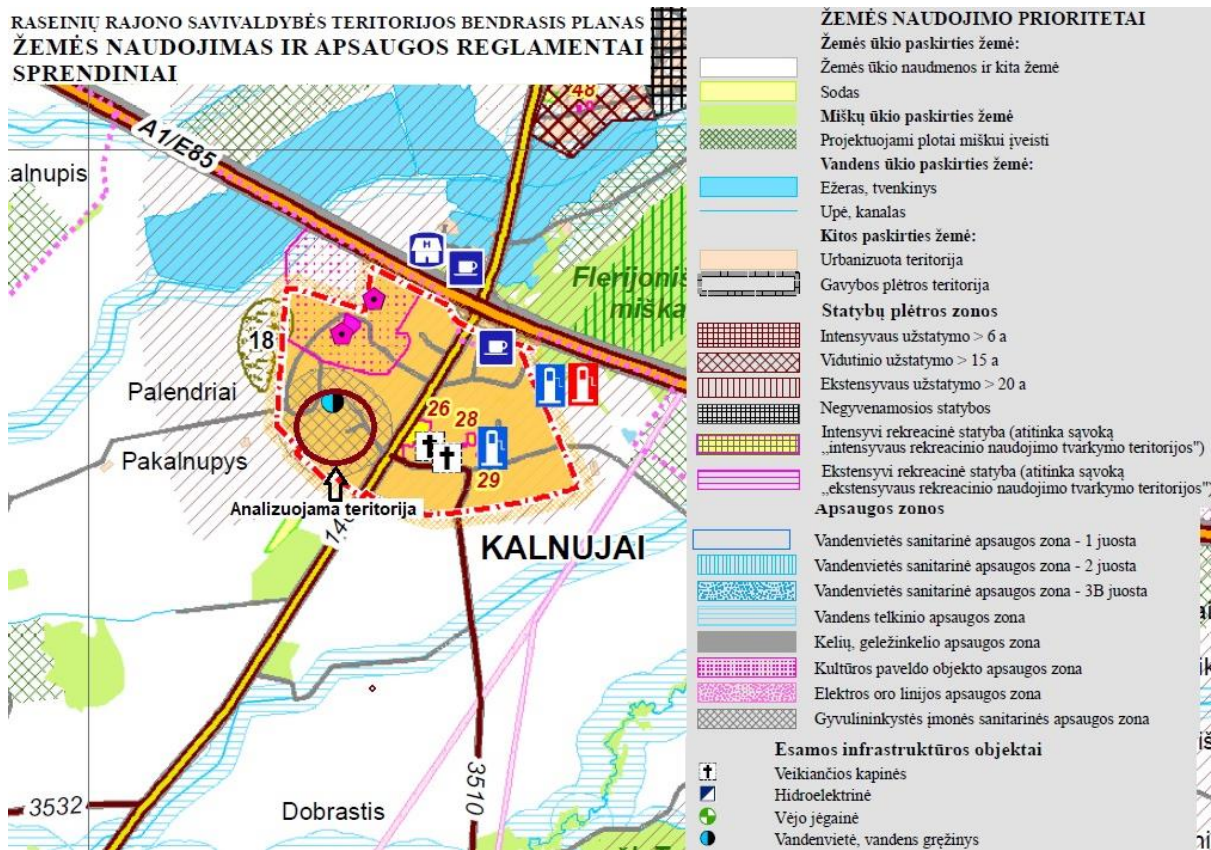 RASEINIŲ RAJONO SAVIVALDYBĖS TERITORIJOS BENDRASIS PLANAS
ŽEMĖS NAUDOJIMAS IR APSAUGOS REGLAMENTAI
SPRENDINIAI
48
A1/E85
alnupis
H
Flerijoniš
miška
18
Palendriai
Pakalnupys
26
28
29
Analizuojama teritorija
KALNUJAI
3510
3532
Dobrastis
ŽEMĖS NAUDOJIMO PRIORITETAI
Žemės ūkio paskirties žemė:
Žemės ūkio naudmenos ir kita žemė
Sodas
Miškų ūkio paskirties žemė
Projektuojami plotai miškui įveisti
Vandens ūkio paskirties žemė:
Ežeras, tvenkinys
Upė, kanalas
Kitos paskirties žemė:
Urbanizuota teritorija
Gavybos plėtros teritorija
Statybų plėtros zonos
Intensyvaus užstatymo > 6 a
Vidutinio užstatymo > 15 a
Ekstensyvaus užstatymo > 20 a
Negyvenamosios statybos
Intensyvi rekreacinė statyba (atitinka sąvoką
„intensyvaus rekreacinio naudojimo tvarkymo teritorijos")
Ekstensyvi rekreacinė statyba (atitinka sąvoką
„ekstensyvaus rekreacinio naudojimo tvarkymo teritorijos")
Apsaugos zonos
Vandenvietės sanitarinė apsaugos zona - 1 juosta
Vandenvietės sanitarinė apsaugos zona - 2 juosta
Vandenvietės sanitarinė apsaugos zona - 3B juosta
Vandens telkinio apsaugos zona
Kelių, geležinkelio apsaugos zona
Kultūros paveldo objekto apsaugos zona
Elektros oro linijos apsaugos zona
Gyvulininkystės įmonės sanitarinės apsaugos zona
Esamos infrastruktūros objektai
Veikiančios kapinės
Hidroelektrinė
Vėjo jėgainė
Vandenvietė, vandens gręžinys